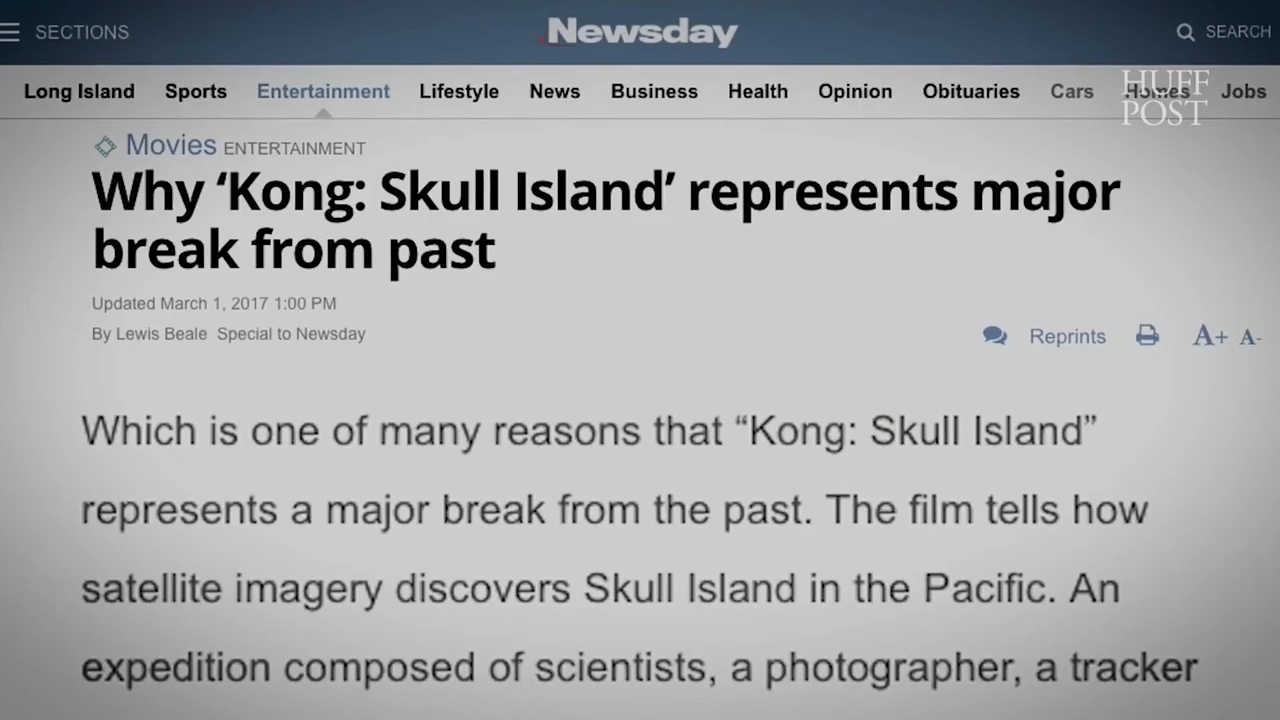 SECTIONS
Newsday
SEARCH
Long Island Sports Entertainment Lifestyle News Business Health Opinion Obituaries Cars Homes Jobs
HUFF
POST
Movies ENTERTAINMENT
Why ‘Kong: Skull Island’ represents major
break from past
Updated March 1, 2017 1:00 PM
By Lewis Beale Special to Newsday
Reprints
A+ A-
Which is one of many reasons that “Kong: Skull Island”
represents a major break from the past. The film tells how
satellite imagery discovers Skull Island in the Pacific. An
expedition composed of scientists, a photographer, a tracker